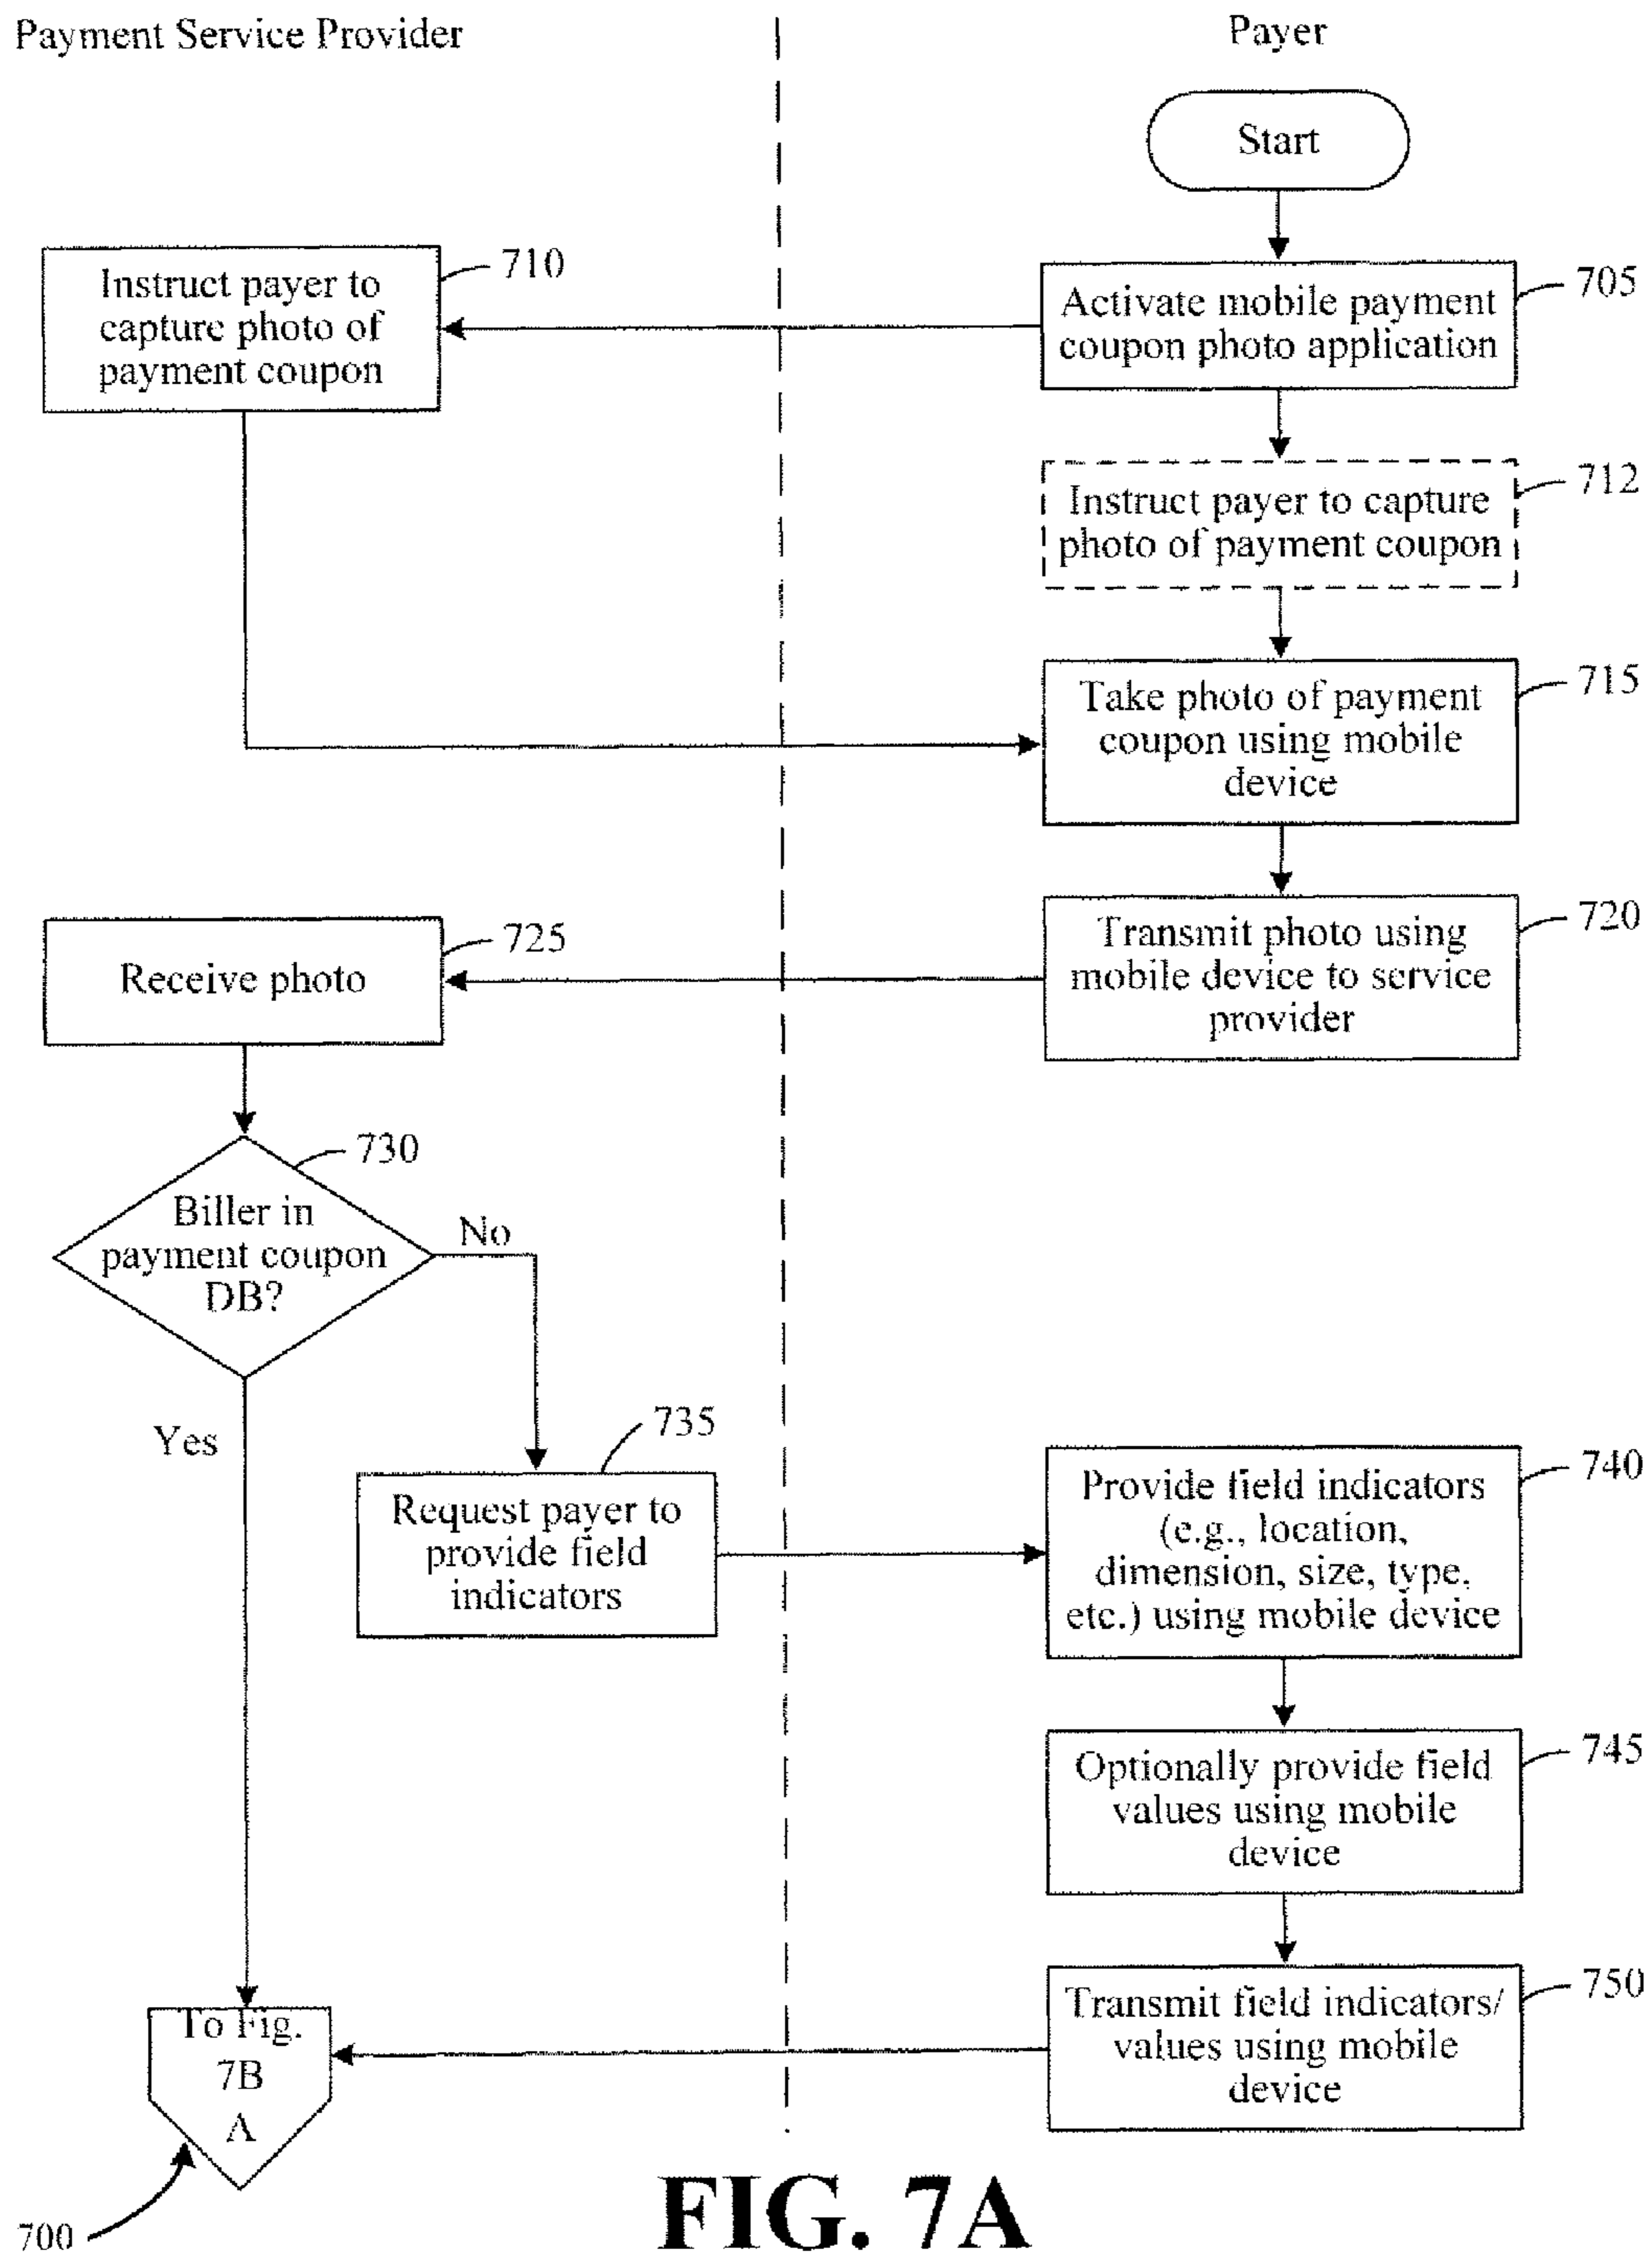 Payment Service Provider
Payer
Start
710
Instruct payer to
capture photo of
payment coupon
705
Activate mobile payment
coupon photo application
712
Instruct payer to capture
photo of payment coupon
715
Take photo of payment
coupon using mobile
device
720
Transmit photo using
mobile device to service
provider
725
Receive photo
730
Biller in
payment coupon
DB?
No
Yes
735
Request payer to
provide field
indicators
740
Provide field indicators
(e.g., location,
dimension, size, type,
etc.) using mobile device
745
Optionally provide field
values using mobile
device
750
Transmit field indicators/
values using mobile
device
To Fig.
7B
A
700
FIG. 7A